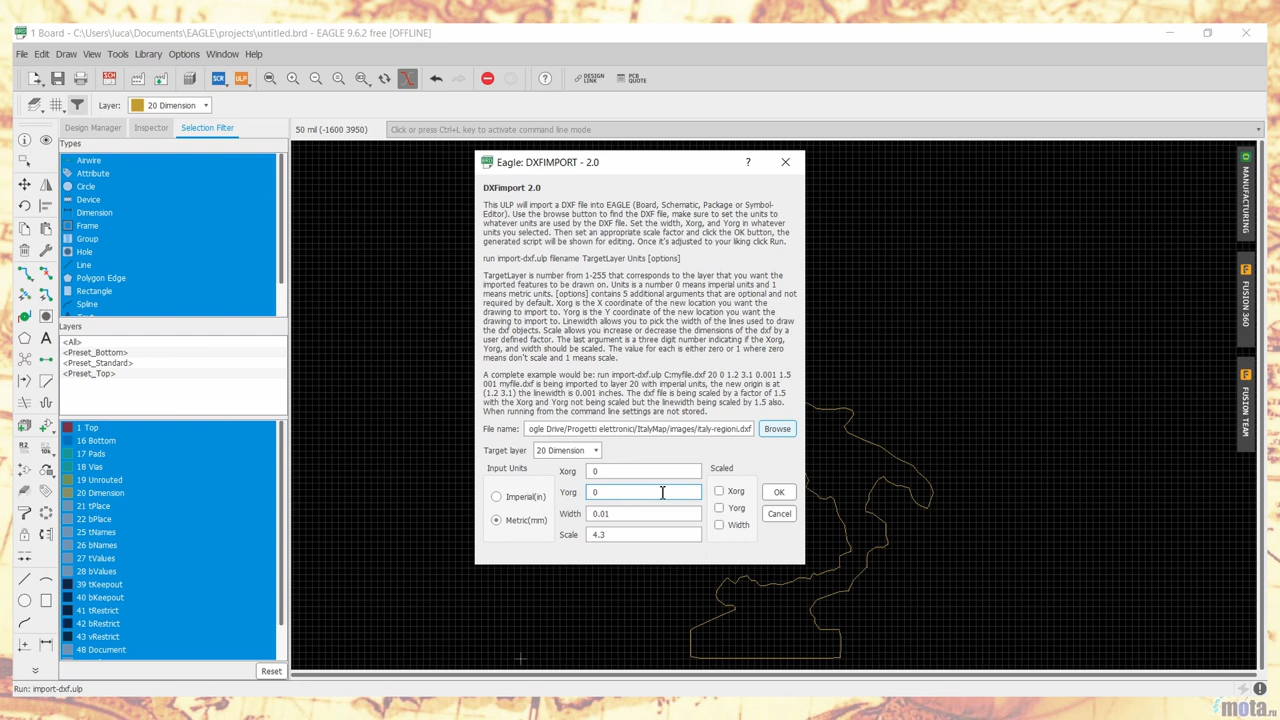 1 Board - C:\Users\luca\Documents\EAGLE\projects\untitled.brd - EAGLE 9.6.2 free [OFFLINE]
File Edit Draw View Tools Library Options Window Help
SCH SCR ULP DESIGN LINK PCB QUOTE
Layer: 20 Dimension
Design Manager Inspector Selection Filter
50 mil (-1600 3950) Click or press Ctrl+L key to activate command line mode
Types
Airwire
Attribute
Circle
Device
Dimension
Frame
Group
Hole
Line
Polygon Edge
Rectangle
Spline
Layers
<All>
<Preset_Bottom>
<Preset_Standard>
<Preset_Top>
1 Top
16 Bottom
17 Pads
18 Vias
19 Unrouted
20 Dimension
21 tPlace
22 bPlace
25 tNames
26 bNames
27 tValues
28 bValues
39 tKeepout
40 bKeepout
41 tRestrict
42 bRestrict
43 vRestrict
48 Document
Reset
Run: import-dxf.ulp
Eagle: DXFIMPORT - 2.0
DXFimport 2.0
This ULP will import a DXF file into EAGLE (Board, Schematic, Package or Symbol-
Editor). Use the browse button to find the DXF file, make sure to set the units to
whatever units are used by the DXF file. Set the width, Xorg, and Yorg in whatever
units you selected. Then set an appropriate scale factor and click the OK button, the
generated script will be shown for editing. Once it's adjusted to your liking click Run.
run import-dxf.ulp filename TargetLayer Units [options]
TargetLayer is number from 1-255 that corresponds to the layer that you want the
imported features to be drawn on. Units is a number 0 means imperial units and 1
means metric units. [options] contains 5 additional arguments that are optional and not
required by default. Xorg is the X coordinate of the new location you want the
drawing to import to. Yorg is the Y coordinate of the new location you want the
drawing to import to. Linewidth allows you to pick the width of the lines used to draw
the dxf objects. Scale allows you increase or decrease the dimensions of the dxf by a
user defined factor. The last argument is a three digit number indicating if the Xorg,
Yorg, and width should be scaled. The value for each is either zero or 1 where zero
means don't scale and 1 means scale.
A complete example would be: run import-dxf.ulp C:myfile.dxf 20 0 1.2 3.1 0.001 1.5
001 myfile.dxf is being imported to layer 20 with imperial units, the new origin is at
(1.2 3.1) the linewidth is 0.001 inches. The dxf file is being scaled by a factor of 1.5
with the Xorg and Yorg not being scaled but the linewidth being scaled by 1.5 also.
When running from the command line settings are not stored.
File name: ogle Drive/Progetti elettronici/ItalyMap/images/italy-regioni.dxf Browse
Target layer 20 Dimension
Input Units Xorg 0 Scaled
Imperial(in) Yorg 0 Xorg OK
Metric(mm) Width 0.01 Yorg Cancel
Scale 4.3 Width
MANUFACTURING
FUSION 360
FUSION TEAM
mota.ru